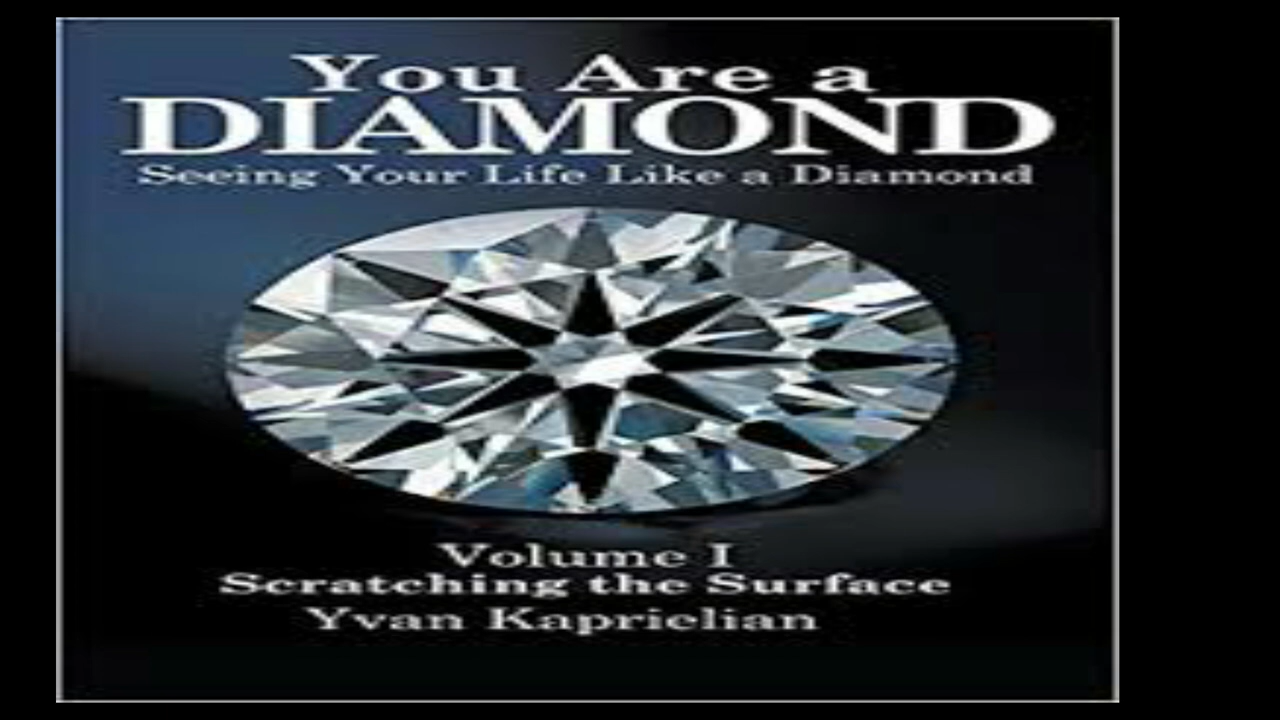 You Are a
DIAMOND
Seeing Your Life Like a Diamond
Volume I
Scratching the Surface
Yvan Kaprielian